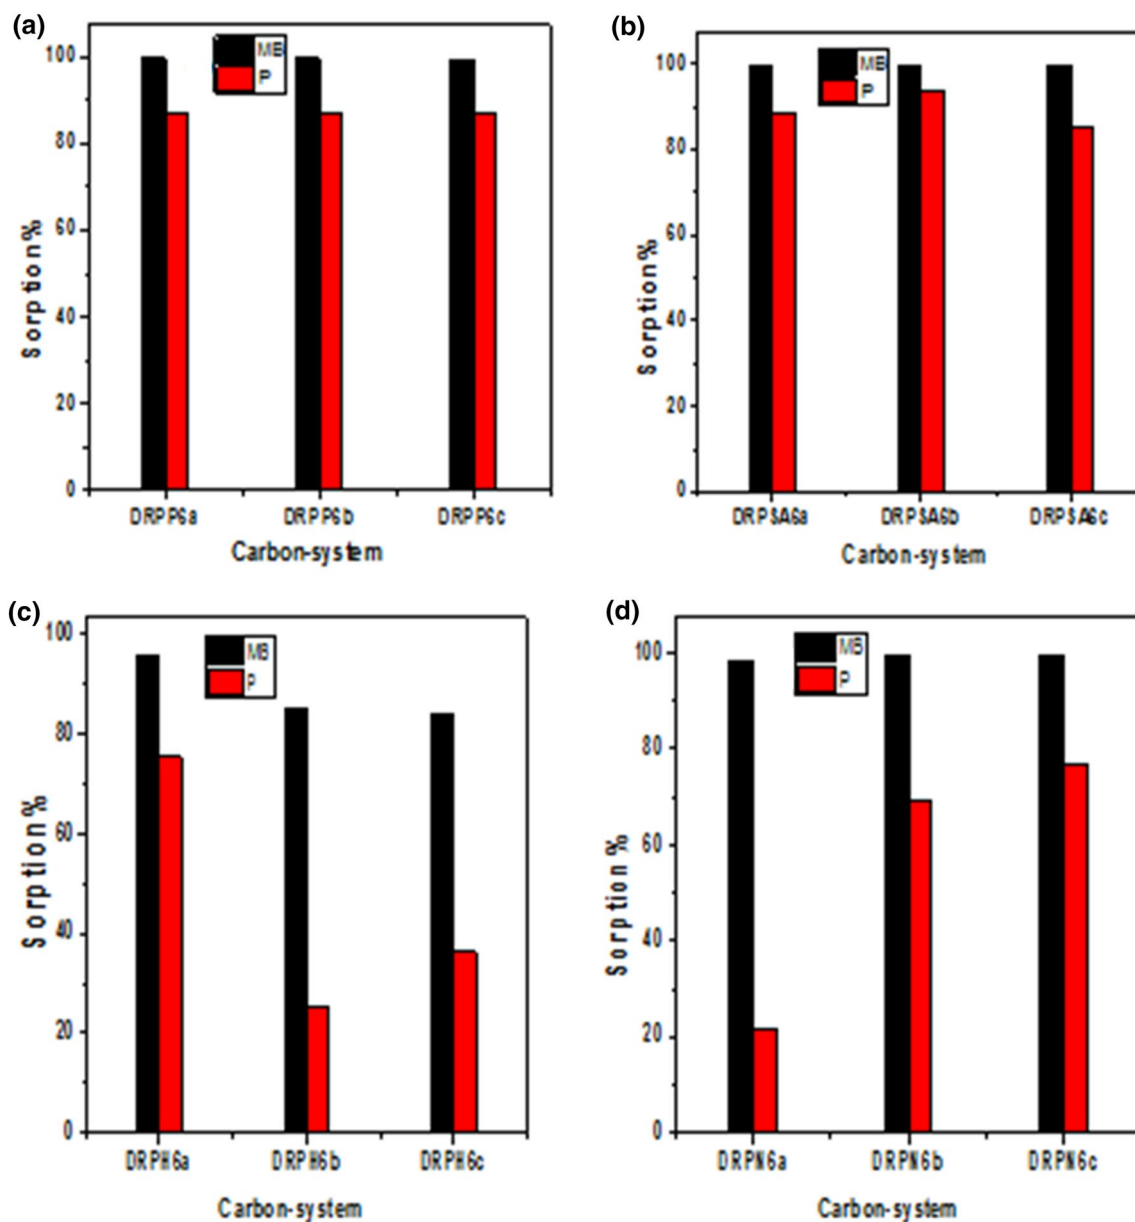 (a)
100
80
60
40
20
0
Sorption%
MB
P
DRPP6a DRPP6b DRPP6c
Carbon-system
(b)
100
80
60
40
20
0
Sorption%
MB
P
DRPSA6a DRPSA6b DRPSA6c
Carbon-system
(c)
100
80
60
40
20
0
Sorption%
MB
P
DRPH6a DRPH6b DRPH6c
Carbon-system
(d)
100
80
60
40
20
0
Sorption%
MB
P
DRPN6a DRPN6b DRPN6c
Carbon-system